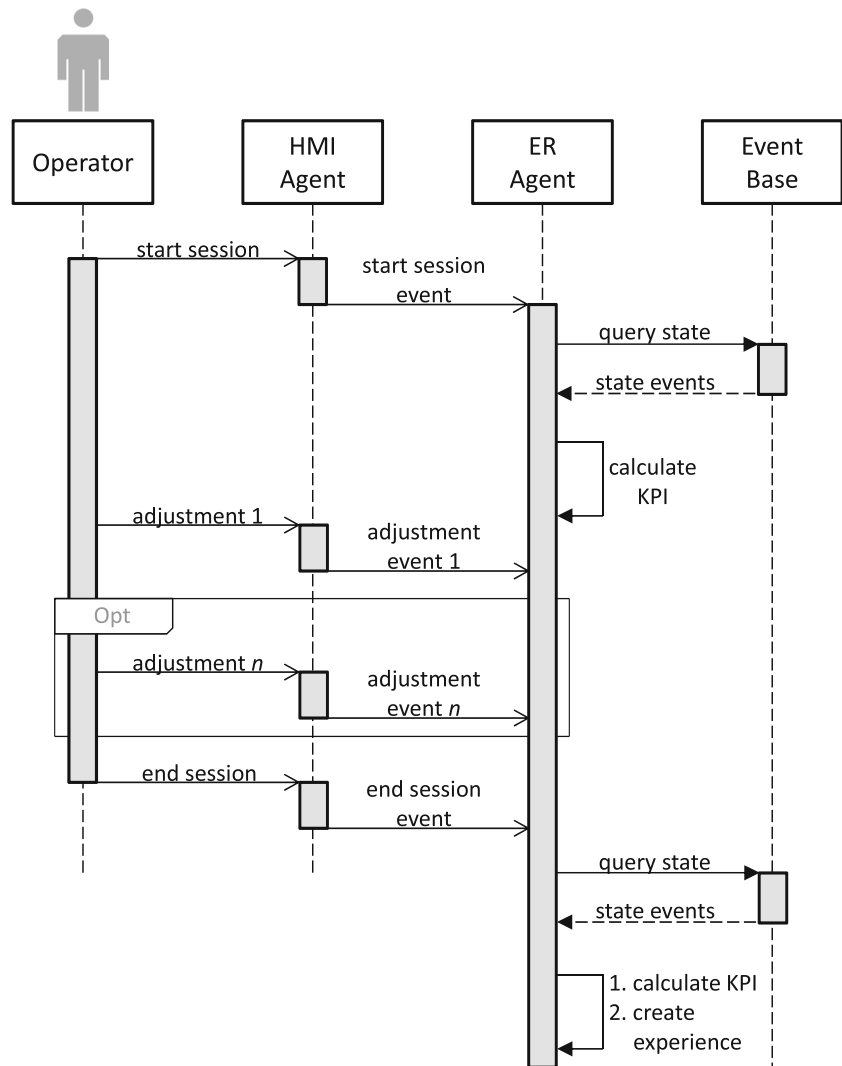 Operator
HMI
Agent
ER
Agent
Event
Base
start session
start session
event
query state
state events
calculate
KPI
adjustment 1
adjustment
event 1
Opt
adjustment n
adjustment
event n
end session
end session
event
query state
state events
1. calculate KPI
2. create
experience